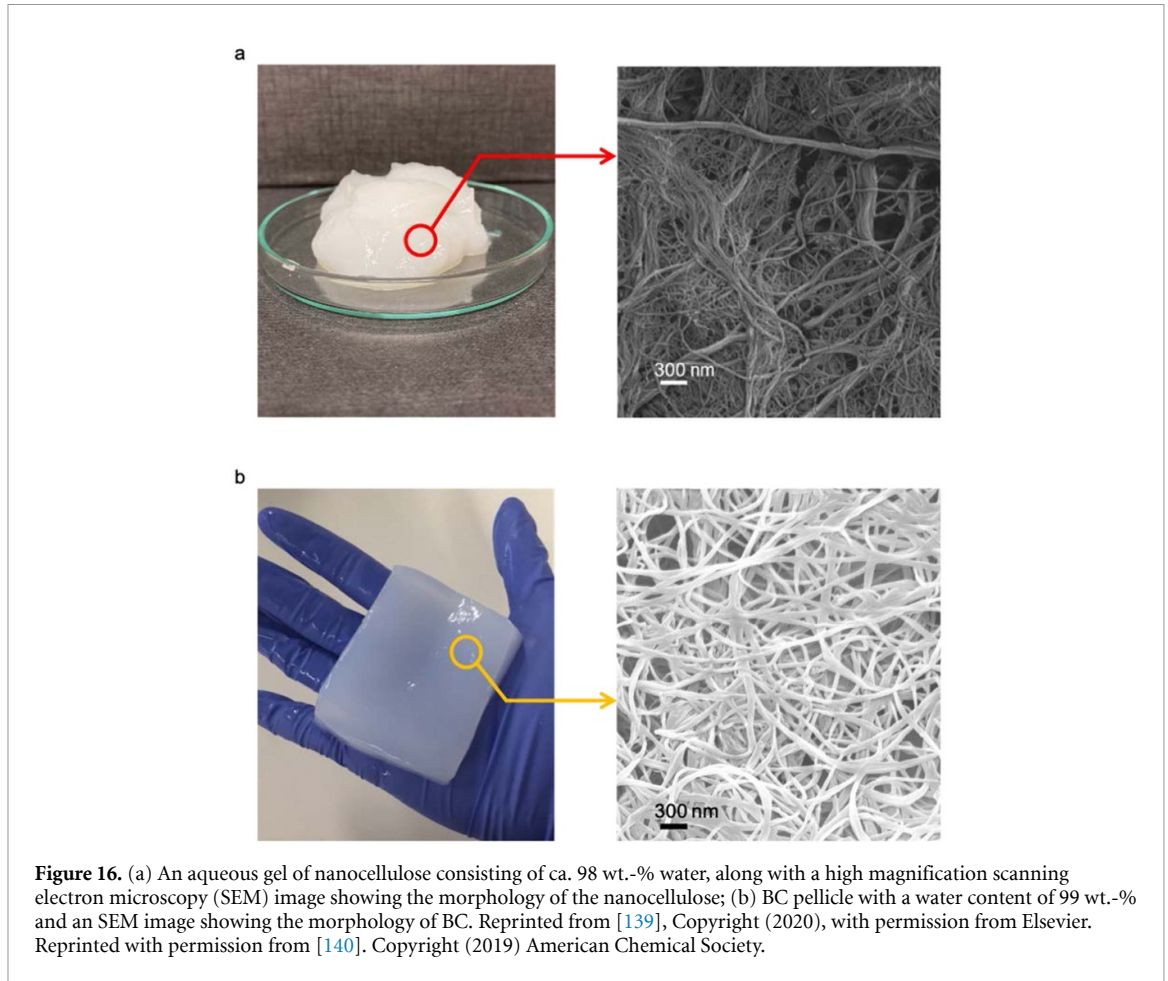 a
300 nm
b
300 nm
Figure 16. (a) An aqueous gel of nanocellulose consisting of ca. 98 wt.-% water, along with a high magnification scanning
electron microscopy (SEM) image showing the morphology of the nanocellulose; (b) BC pellicle with a water content of 99 wt.-%
and an SEM image showing the morphology of BC. Reprinted from [139], Copyright (2020), with permission from Elsevier.
Reprinted with permission from [140]. Copyright (2019) American Chemical Society.